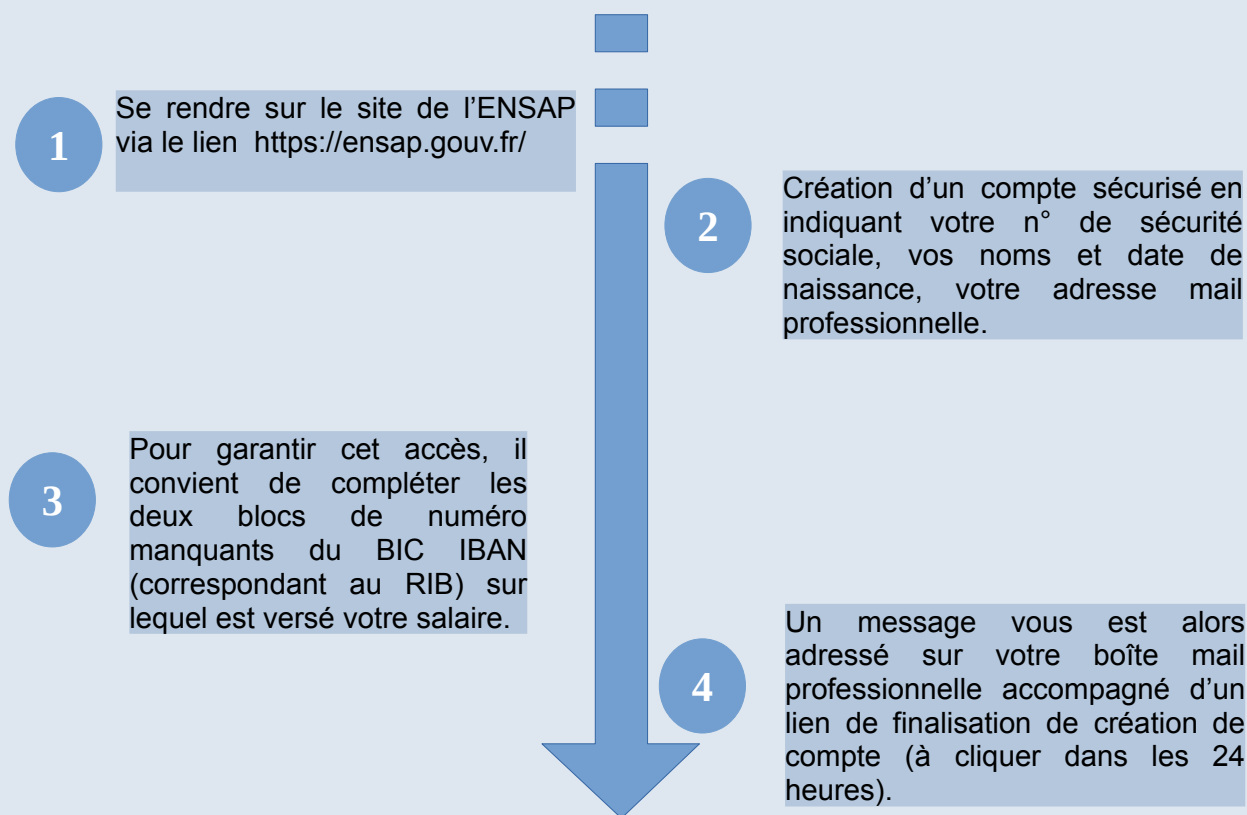 1
Se rendre sur le site de l’ENSAP
via le lien https://ensap.gouv.fr/
2
Création d’un compte sécurisé en
indiquant votre n° de sécurité
sociale, vos noms et date de
naissance, votre adresse mail
professionnelle.
3
Pour garantir cet accès, il
convient de compléter les
deux blocs de numéro
manquants du BIC IBAN
(correspondant au RIB) sur
lequel est versé votre salaire.
4
Un message vous est alors
adressé sur votre boîte mail
professionnelle accompagné d’un
lien de finalisation de création de
compte (à cliquer dans les 24
heures).